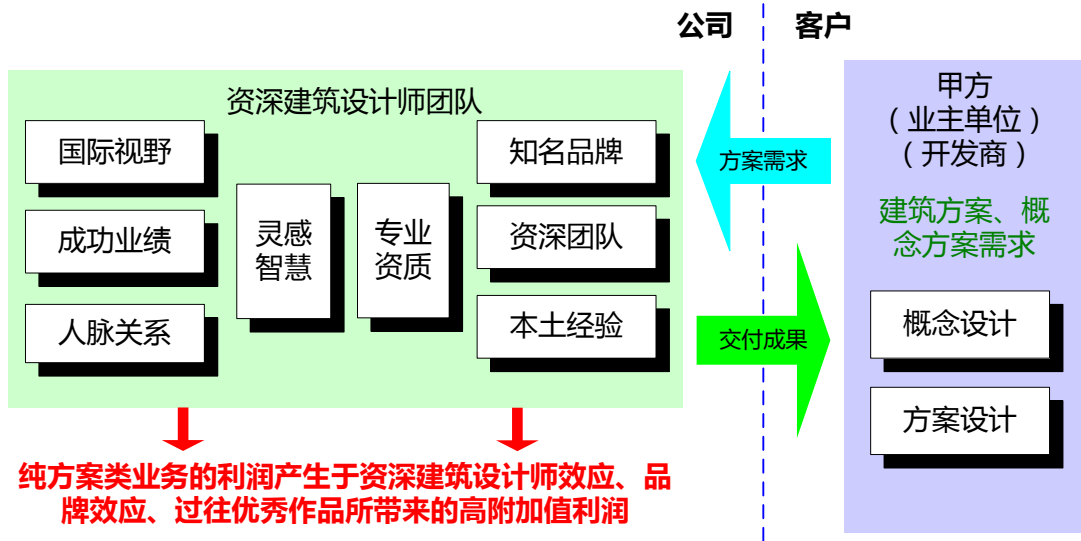 公司
客户
资深建筑设计师团队
国际视野
成功业绩
人脉关系
灵感
智慧
专业
资质
知名品牌
资深团队
本土经验
方案需求
交付成果
甲方
（业主单位）
（开发商）
建筑方案、概
念方案需求
概念设计
方案设计
纯方案类业务的利润产生于资深建筑设计师效应、品
牌效应、过往优秀作品所带来的高附加值利润